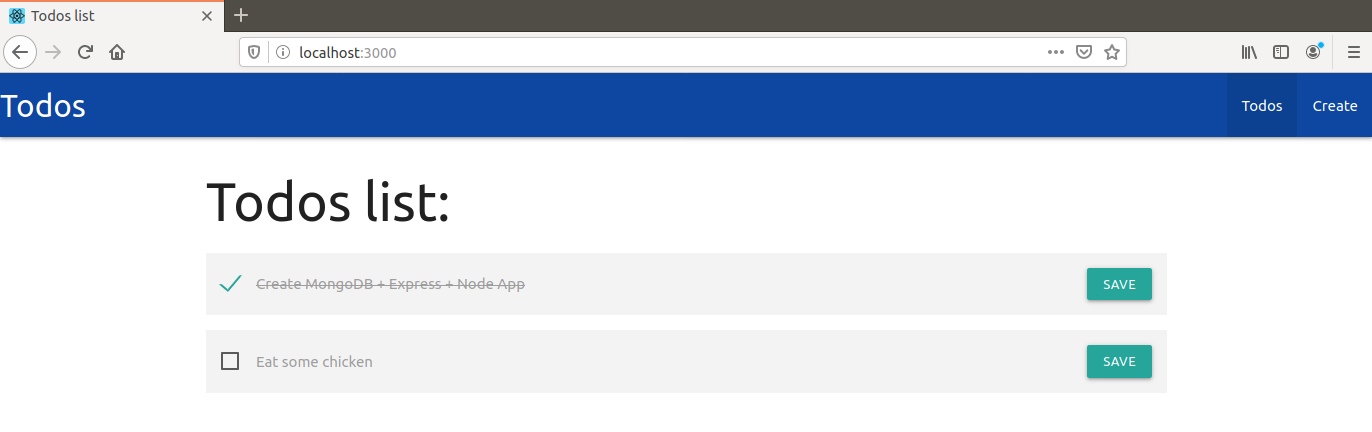 Todos list
localhost:3000
Todos
Todos
Create
Todos list:
Create MongoDB + Express + Node App
SAVE
Eat some chicken
SAVE